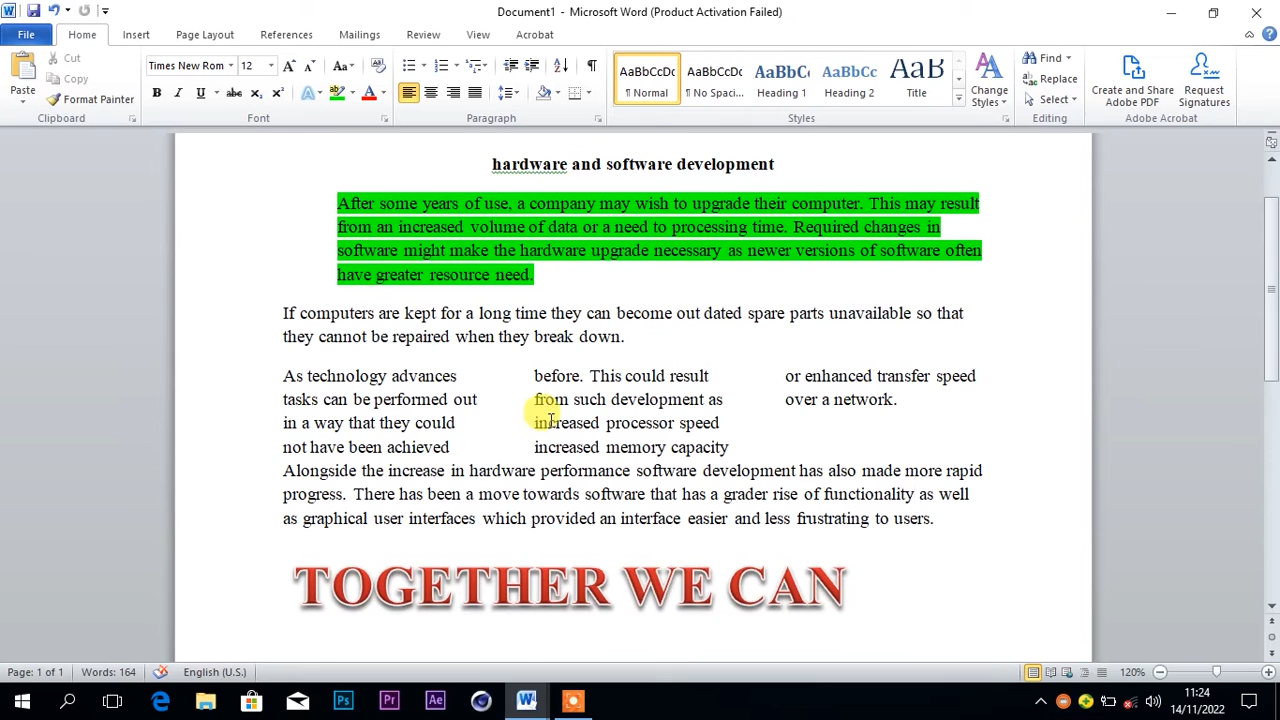 Document1 - Microsoft Word (Product Activation Failed)
File Home Insert Page Layout References Mailings Review View Acrobat
Paste
Cut
Copy
Format Painter
Clipboard
Times New Rom 12
Font
Paragraph
AaBbCcDc AaBbCcDc AaBbC AaBbCc AaB
¶ Normal ¶ No Spaci... Heading 1 Heading 2 Title
Change Styles
Styles
Find
Replace
Select
Editing
Create and Share Adobe PDF
Request Signatures
Adobe Acrobat
hardware and software development
After some years of use, a company may wish to upgrade their computer. This may result
from an increased volume of data or a need to processing time. Required changes in
software might make the hardware upgrade necessary as newer versions of software often
have greater resource need.
If computers are kept for a long time they can become out dated spare parts unavailable so that
they cannot be repaired when they break down.
As technology advances
tasks can be performed out
in a way that they could
not have been achieved
before. This could result
from such development as
increased processor speed
increased memory capacity
or enhanced transfer speed
over a network.
Alongside the increase in hardware performance software development has also made more rapid
progress. There has been a move towards software that has a grader rise of functionality as well
as graphical user interfaces which provided an interface easier and less frustrating to users.
TOGETHER WE CAN
Page: 1 of 1 Words: 164 English (U.S.) 120%
Ps Pr Ae
11:24
14/11/2022